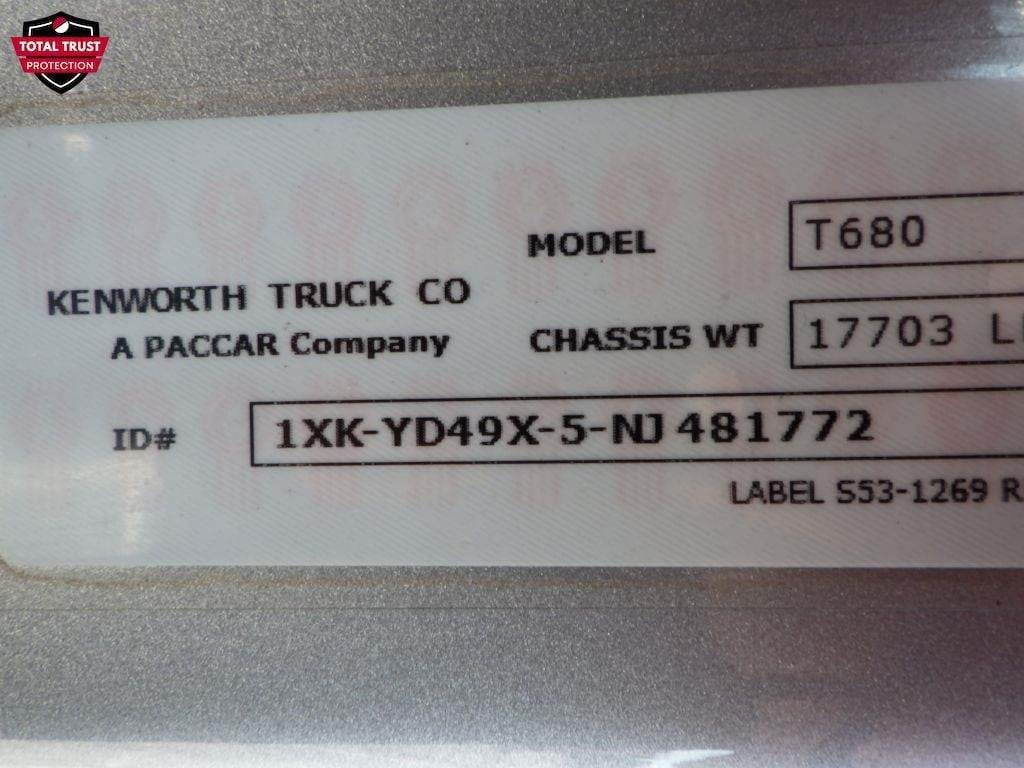 TOTAL TRUST
PROTECTION
MODEL T680
KENWORTH TRUCK CO
A PACCAR Company
CHASSIS WT 17703
ID# 1XK-YD49X-5-NJ481772
LABEL S53-1269